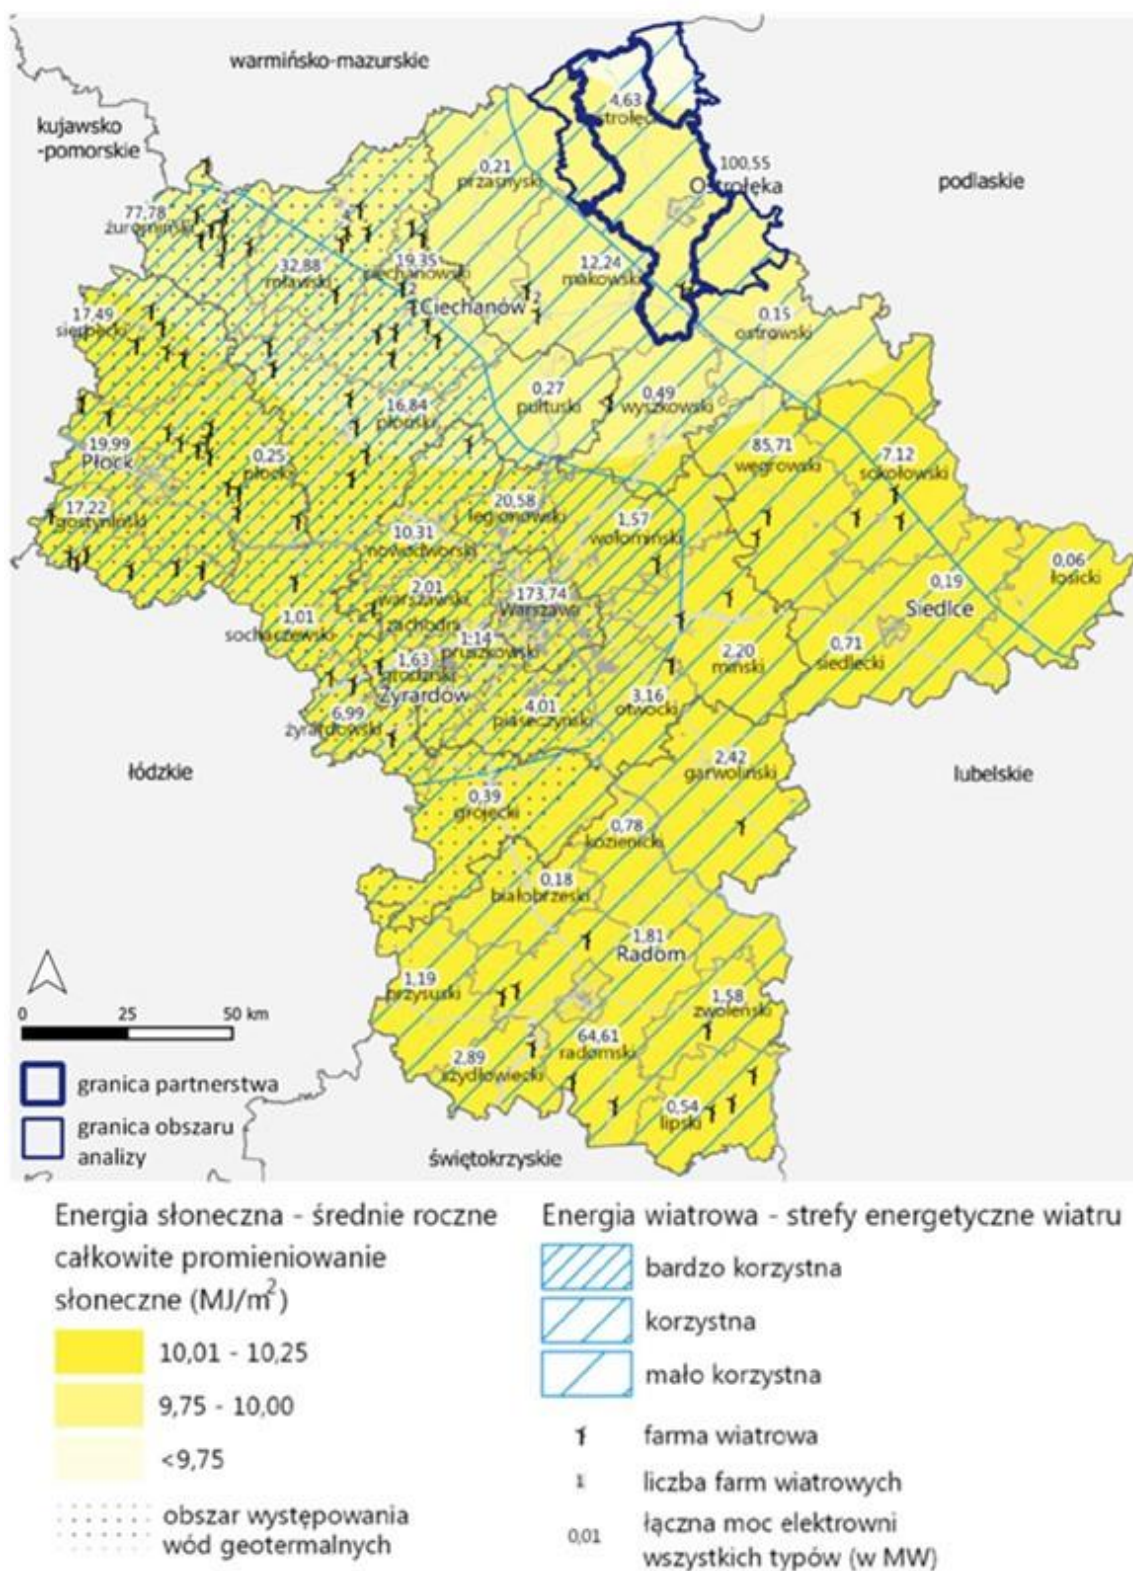 warmińsko-mazurskie
kujawsko
-pomorskie
podlaskie
4,63
100,55
Ostrołęka
0,21
przasnyski
77,78
żuromiński
2
4
32,88
mławski
19,35
ciechanowski
2
Ciechanów
12,24
makowski
2
17,49
sierpecki
0,15
ostrowski
0,27
pułtuski
0,49
wyszkowski
16,84
płoński
19,99
Płock
0,25
85,71
węgrowski
7,12
sokołowski
17,22
gostyniński
20,58
legionowski
10,31
nowodworski
1,57
wołomiński
0,06
łosicki
0,19
Siedlce
2,01
warszawski
zachodni
173,74
Warszawa
1,01
sochaczewski
1,14
pruszkowski
1,63
grodziski
Żyrardów
2,20
miński
0,71
siedlecki
6,99
żyrardowski
4,01
piaseczyński
3,16
otwocki
łódzkie
2,42
garwoliński
lubelskie
0,39
grójecki
0,78
kozienicki
0,18
białobrzeski
1,81
Radom
1,19
przysuski
1,58
zwoleński
2
64,61
radomski
2,89
szydłowiecki
0,54
lipski
świętokrzyskie
0 25 50 km
granica partnerstwa
granica obszaru
analizy
Energia słoneczna - średnie roczne
całkowite promieniowanie
słoneczne (MJ/m²)
10,01 - 10,25
9,75 - 10,00
<9,75
obszar występowania
wód geotermalnych
Energia wiatrowa - strefy energetyczne wiatru
bardzo korzystna
korzystna
mało korzystna
farma wiatrowa
1 liczba farm wiatrowych
0,01 łączna moc elektrowni
wszystkich typów (w MW)